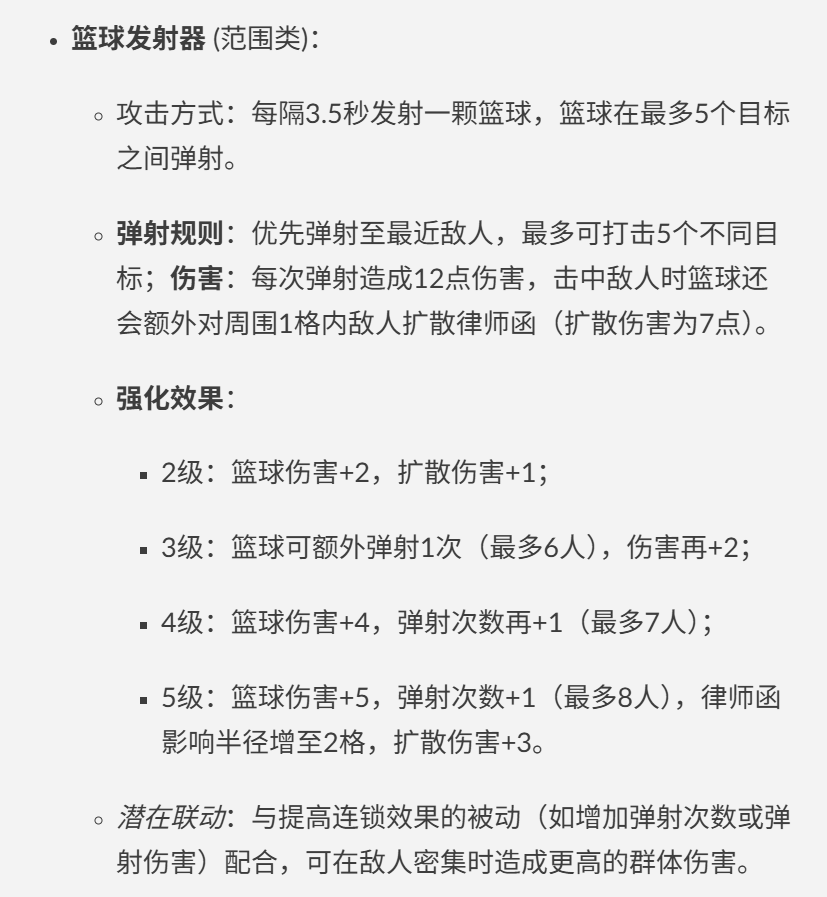 • 篮球发射器 (范围类)：
◦ 攻击方式：每隔3.5秒发射一颗篮球，篮球在最多5个目标
之间弹射。
◦ 弹射规则：优先弹射至最近敌人，最多可打击5个不同目
标；伤害：每次弹射造成12点伤害，击中敌人时篮球还
会额外对周围1格内敌人扩散律师函（扩散伤害为7点）。
◦ 强化效果：
▪ 2级：篮球伤害+2，扩散伤害+1；
▪ 3级：篮球可额外弹射1次（最多6人），伤害再+2；
▪ 4级：篮球伤害+4，弹射次数再+1（最多7人）；
▪ 5级：篮球伤害+5，弹射次数+1（最多8人），律师函
影响半径增至2格，扩散伤害+3。
◦ 潜在联动：与提高连锁效果的被动（如增加弹射次数或弹
射伤害）配合，可在敌人密集时造成更高的群体伤害。